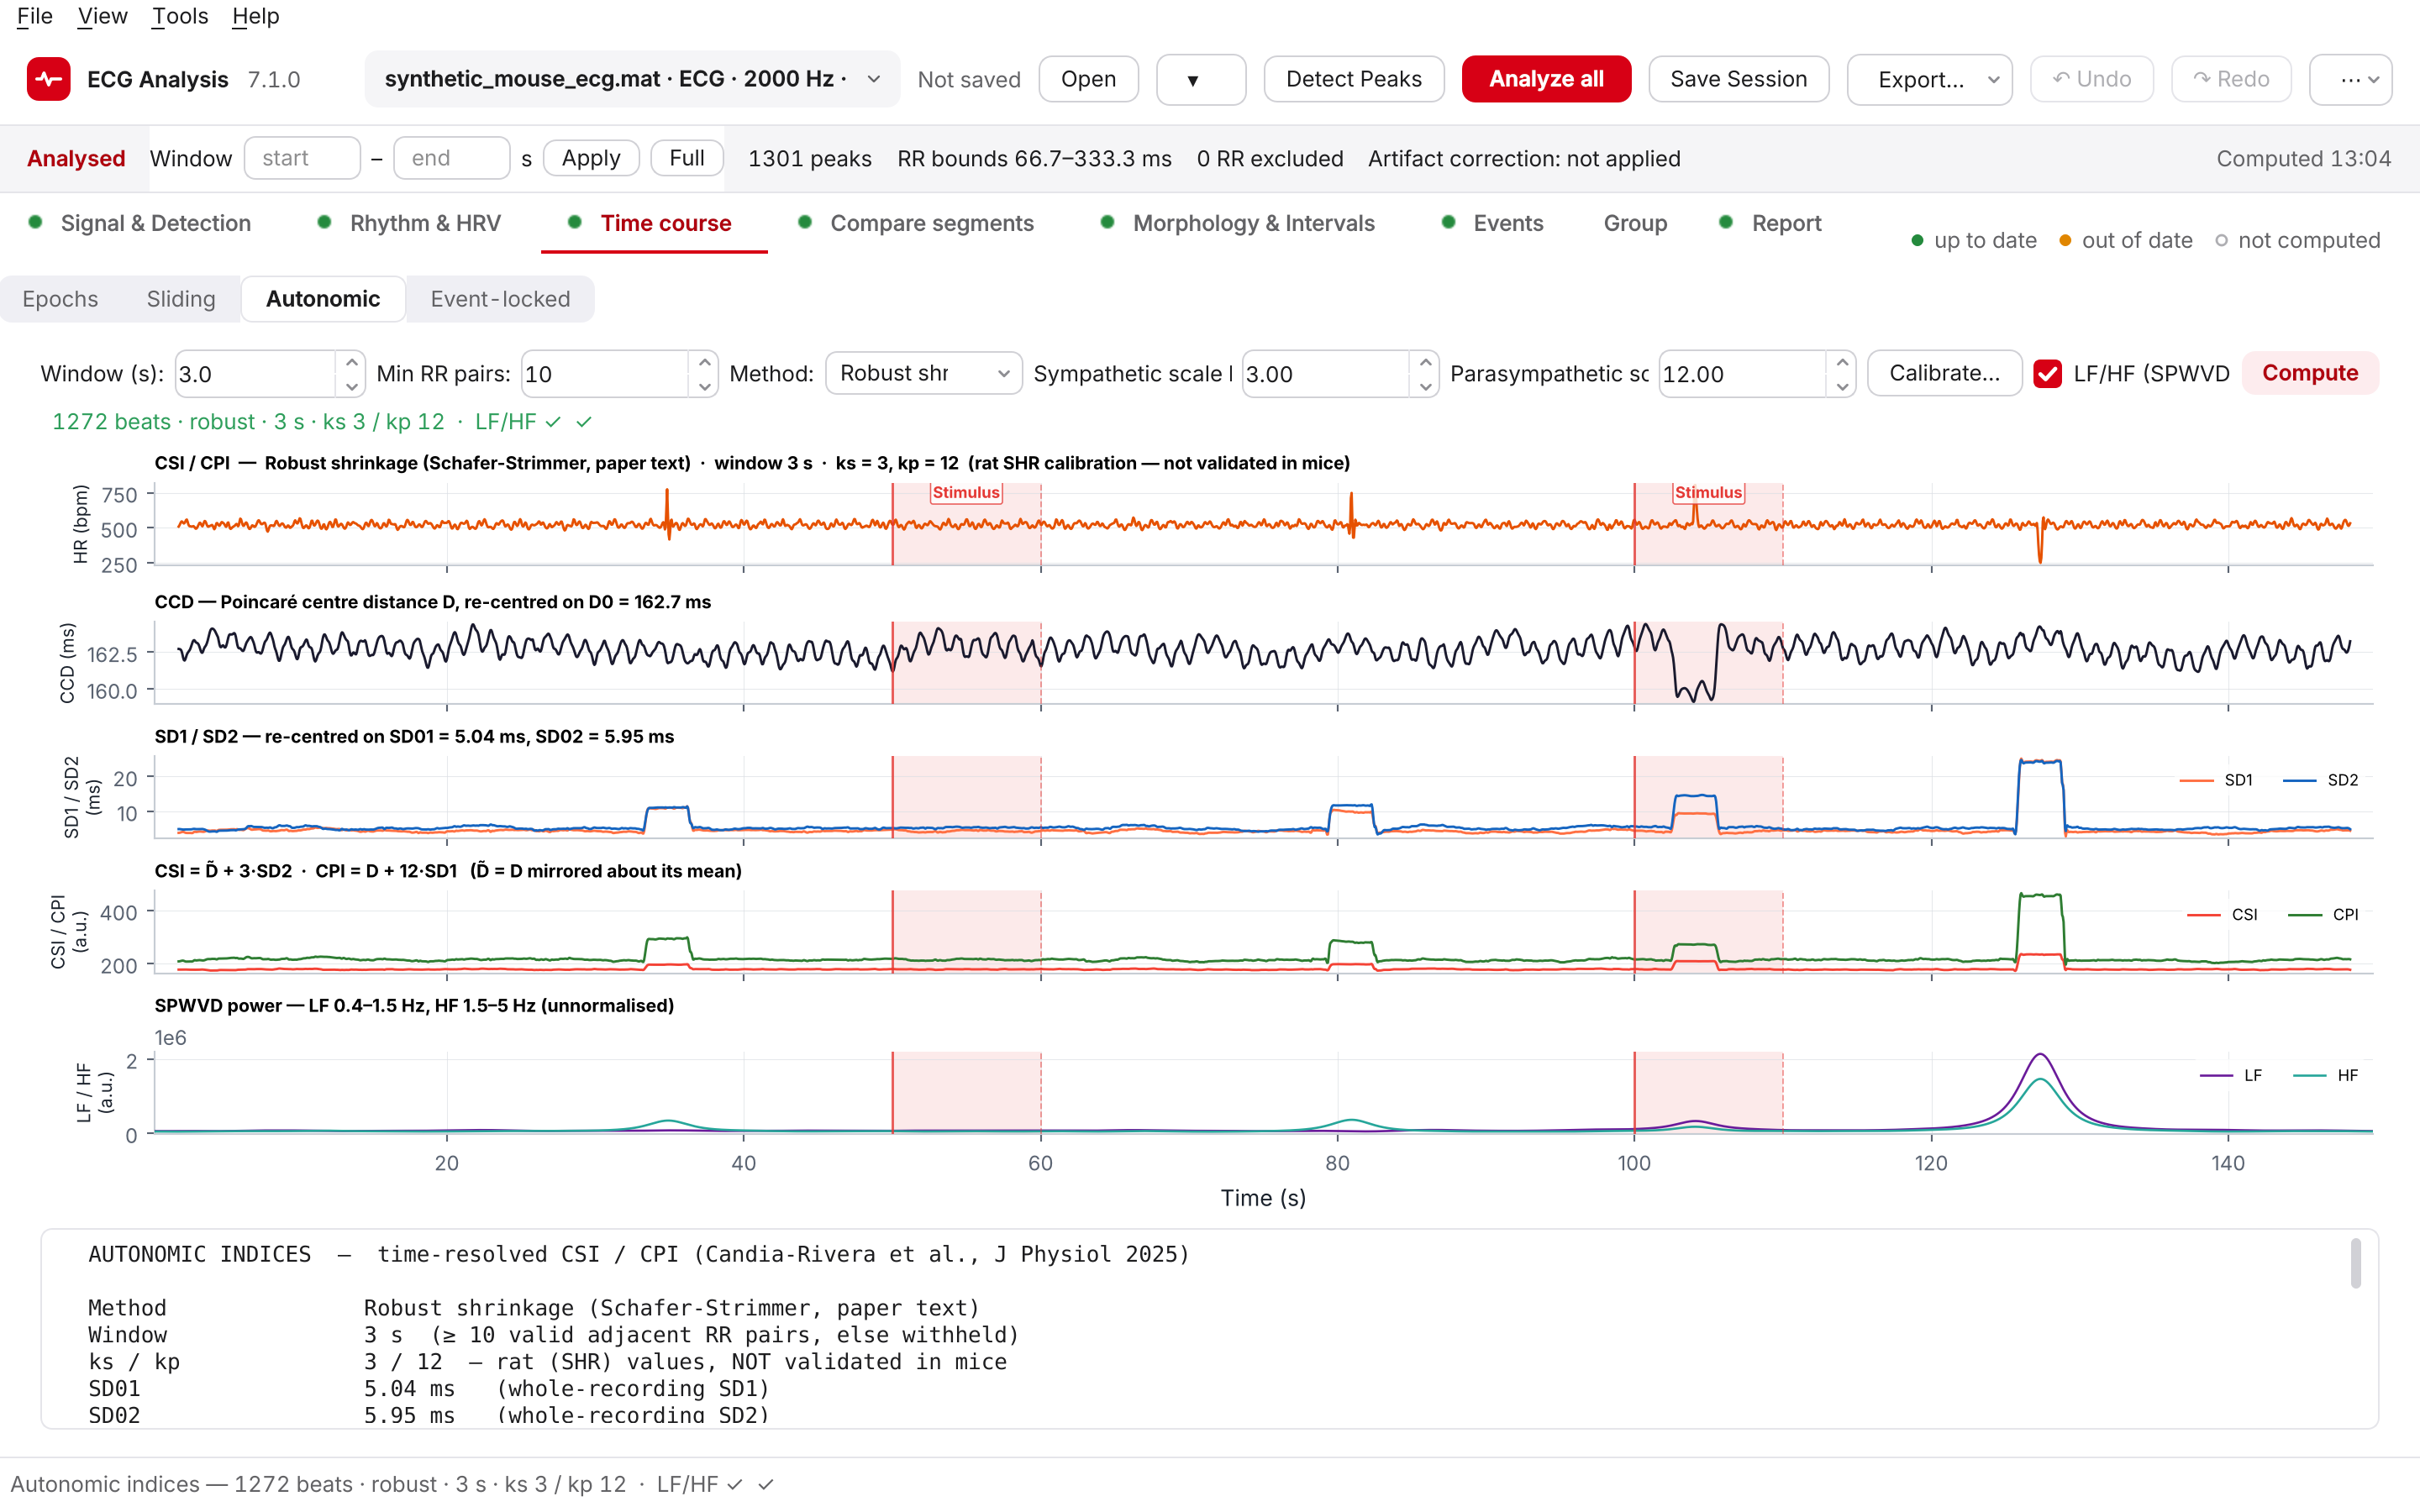 File View Tools Help
ECG Analysis 7.1.0 synthetic_mouse_ecg.mat · ECG · 2000 Hz · Not saved Open ▼ Detect Peaks Analyze all Save Session Export... ↶ Undo ↷ Redo ...
Analysed Window start – end s Apply Full 1301 peaks RR bounds 66.7–333.3 ms 0 RR excluded Artifact correction: not applied Computed 13:04
Signal & Detection Rhythm & HRV Time course Compare segments Morphology & Intervals Events Group Report
up to date out of date not computed
Epochs Sliding Autonomic Event-locked
Window (s): 3.0 Min RR pairs: 10 Method: Robust shr Sympathetic scale 3.00 Parasympathetic sc 12.00 Calibrate... LF/HF (SPWVD Compute
1272 beats · robust · 3 s · ks 3 / kp 12 · LF/HF ✓ ✓
CSI / CPI — Robust shrinkage (Schafer-Strimmer, paper text) · window 3 s · ks = 3, kp = 12 (rat SHR calibration — not validated in mice)
HR (bpm)
750
500
250
Stimulus Stimulus
CCD — Poincaré centre distance D, re-centred on D0 = 162.7 ms
CCD (ms)
162.5
160.0
SD1 / SD2 — re-centred on SD01 = 5.04 ms, SD02 = 5.95 ms
SD1 / SD2
(ms)
20
10
SD1 SD2
CSI = D̃ + 3·SD2 · CPI = D + 12·SD1 (D̃ = D mirrored about its mean)
CSI / CPI
(a.u.)
400
200
CSI CPI
SPWVD power — LF 0.4–1.5 Hz, HF 1.5–5 Hz (unnormalised)
1e6
LF / HF
(a.u.)
2
0
LF HF
20 40 60 80 100 120 140
Time (s)
AUTONOMIC INDICES — time-resolved CSI / CPI (Candia-Rivera et al., J Physiol 2025)
Method Robust shrinkage (Schafer-Strimmer, paper text)
Window 3 s (≥ 10 valid adjacent RR pairs, else withheld)
ks / kp 3 / 12 — rat (SHR) values, NOT validated in mice
SD01 5.04 ms (whole-recording SD1)
SD02 5.95 ms (whole-recording SD2)
Autonomic indices — 1272 beats · robust · 3 s · ks 3 / kp 12 · LF/HF ✓ ✓